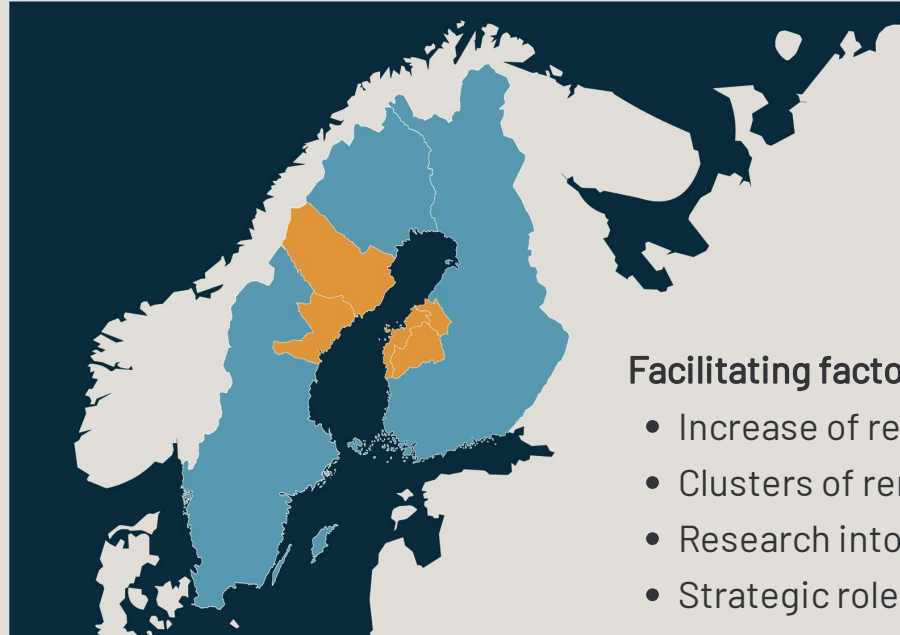 Facilitating facto
• Increase of re
• Clusters of re
• Research into
• Strategic role